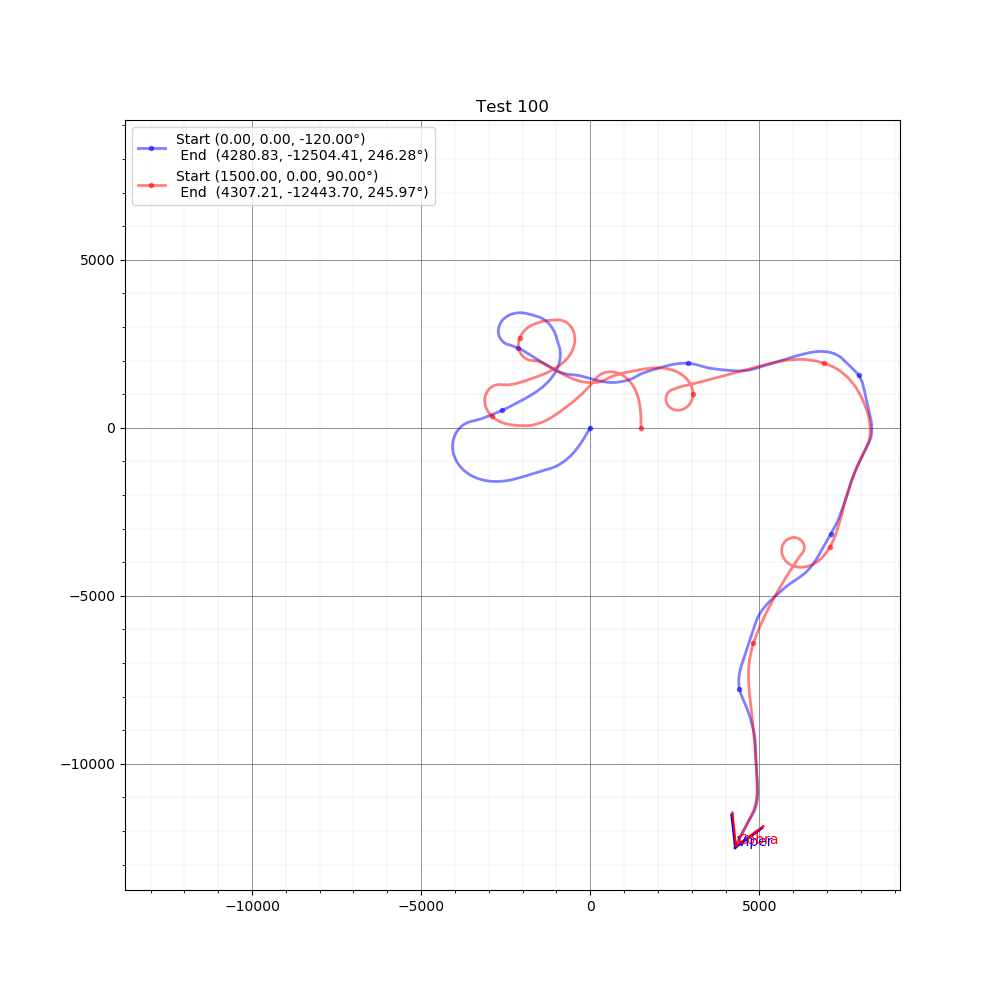 Test 100
Start (0.00, 0.00, -120.00°)
End (4280.83, -12504.41, 246.28°)
Start (1500.00, 0.00, 90.00°)
End (4307.21, -12443.70, 245.97°)
5000
0
−5000
−10000
Cobra
Viper
−10000
−5000
0
5000